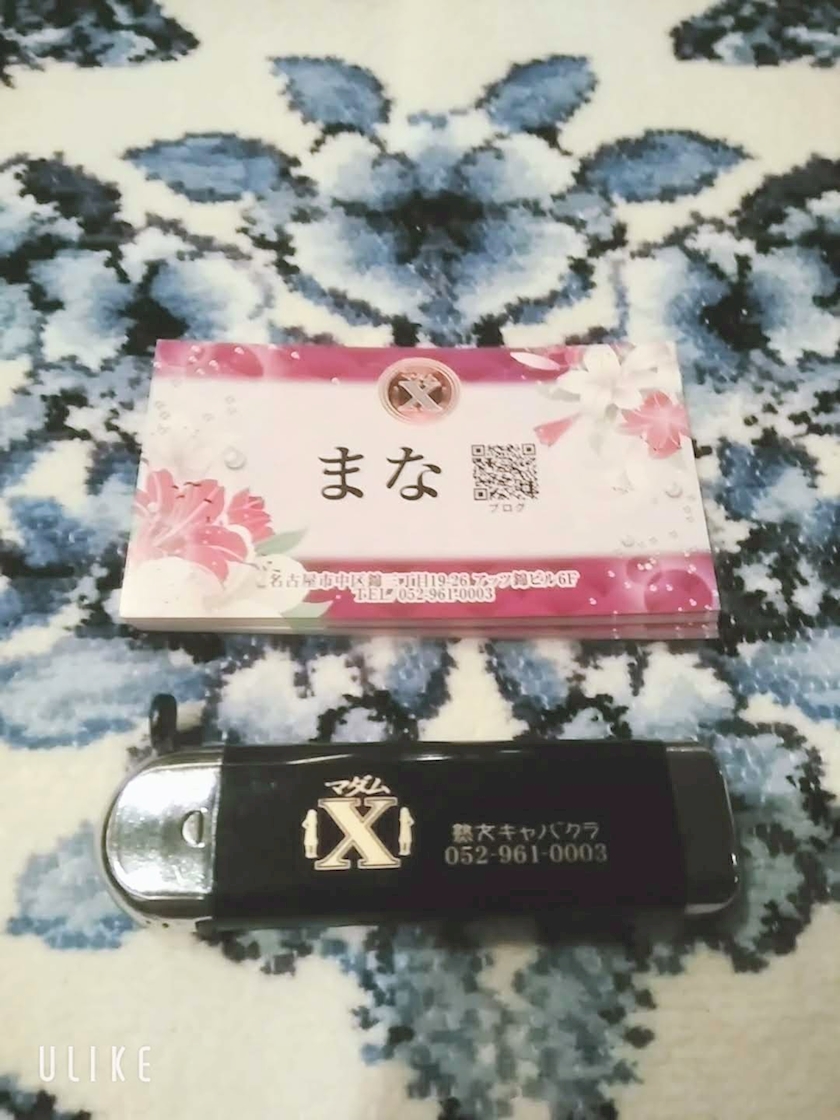 X
まな
ブログ
名古屋市中区錦三丁目19-26 アッツ錦ビル6F
TEL 052-961-0003
マダム
X
熟女キャバクラ
052-961-0003
ULIKE